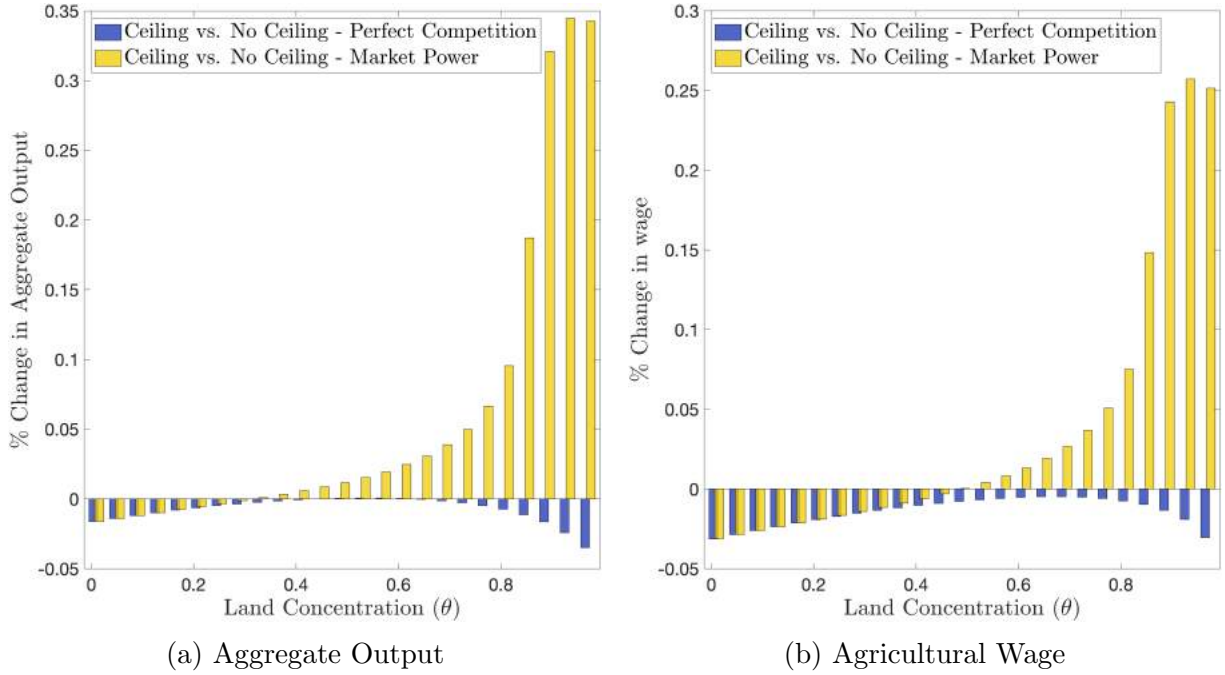 0.35
0.3
0.25
0.2
0.15
0.1
0.05
0
-0.05
0
0.2
0.4
0.6
0.8
% Change in Aggregate Output
Land Concentration (θ)
Ceiling vs. No Ceiling - Perfect Competition
Ceiling vs. No Ceiling - Market Power
(a) Aggregate Output
0.3
0.25
0.2
0.15
0.1
0.05
0
-0.05
0
0.2
0.4
0.6
0.8
% Change in wage
Land Concentration (θ)
Ceiling vs. No Ceiling - Perfect Competition
Ceiling vs. No Ceiling - Market Power
(b) Agricultural Wage